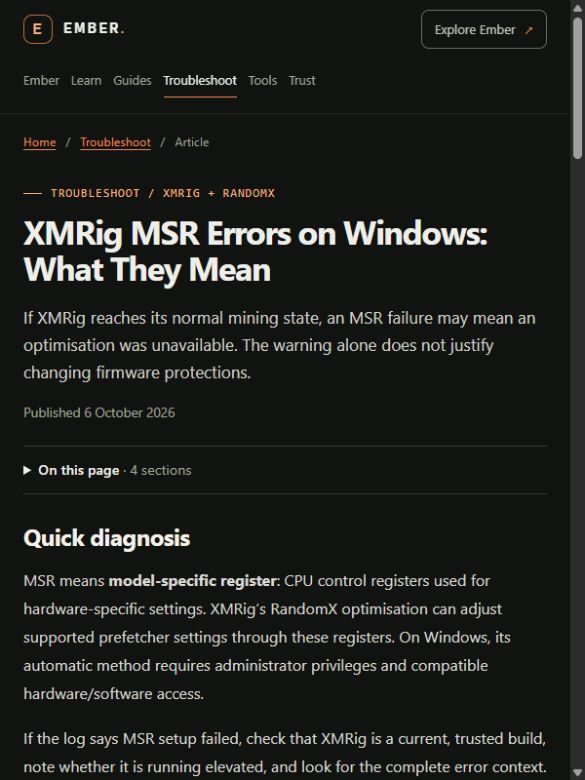 E EMBER.
Explore Ember ↗
Ember Learn Guides Troubleshoot Tools Trust
Home / Troubleshoot / Article
TROUBLESHOOT / XMRIG + RANDOMX
XMRig MSR Errors on Windows:
What They Mean
If XMRig reaches its normal mining state, an MSR failure may mean an
optimisation was unavailable. The warning alone does not justify
changing firmware protections.
Published 6 October 2026
On this page · 4 sections
Quick diagnosis
MSR means model-specific register: CPU control registers used for
hardware-specific settings. XMRig's RandomX optimisation can adjust
supported prefetcher settings through these registers. On Windows, its
automatic method requires administrator privileges and compatible
hardware/software access.
If the log says MSR setup failed, check that XMRig is a current, trusted build,
note whether it is running elevated, and look for the complete error context.